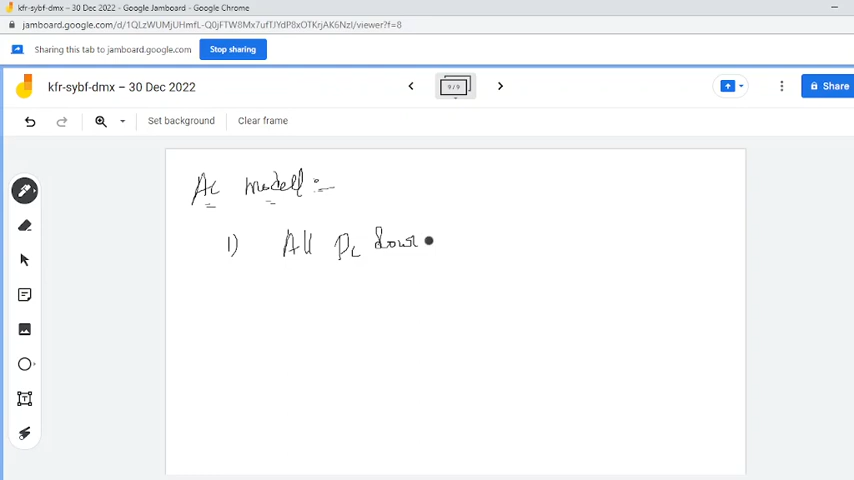 kfr-sybf-dmx – 30 Dec 2022 - Google Jamboard - Google Chrome
jamboard.google.com/d/1QLzWUMjUHmfL-Q0jFTW8Mx7ufTJYdP8xOTKrjAK6NzI/viewer?f=8
Sharing this tab to jamboard.google.com Stop sharing
kfr-sybf-dmx – 30 Dec 2022 9/9 Share
Set background Clear frame
Ac modell :-
1) All Dc sour